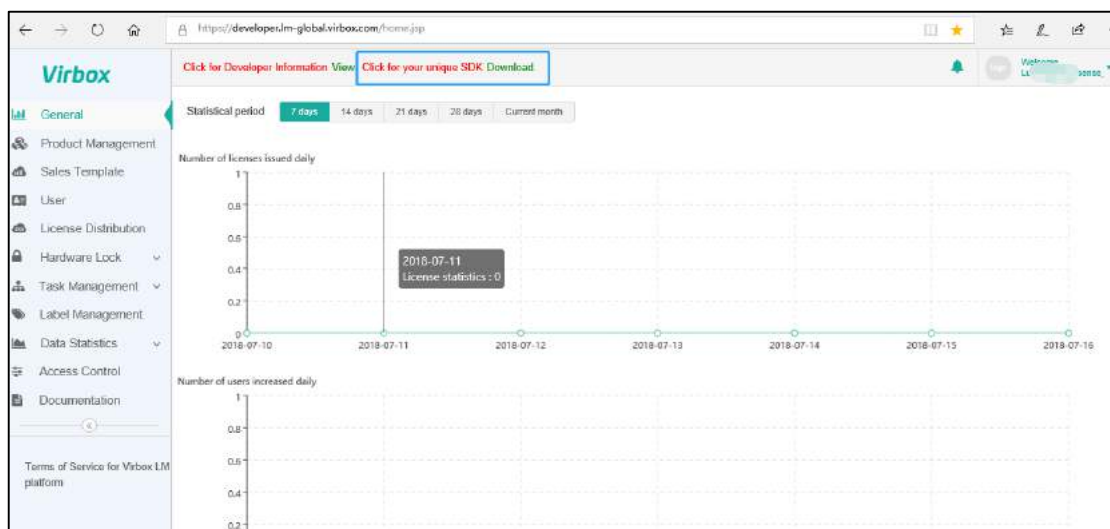 https://developer.lm-global.virbox.com/home.jsp
Virbox
Click for Developer Information View Click for your unique SDK Download
Welcome
General
Product Management
Sales Template
User
License Distribution
Hardware Lock
Task Management
Label Management
Data Statistics
Access Control
Documentation
Terms of Service for Virbox LM
platform
Statistical period 7 days 14 days 21 days 28 days Current month
Number of licenses issued daily
1
0.8
0.6
0.4
0.2
0
2018-07-11
License statistics : 0
2018-07-10 2018-07-11 2018-07-12 2018-07-13 2018-07-14 2018-07-15 2018-07-16
Number of users increased daily
1
0.8
0.6
0.4
0.2